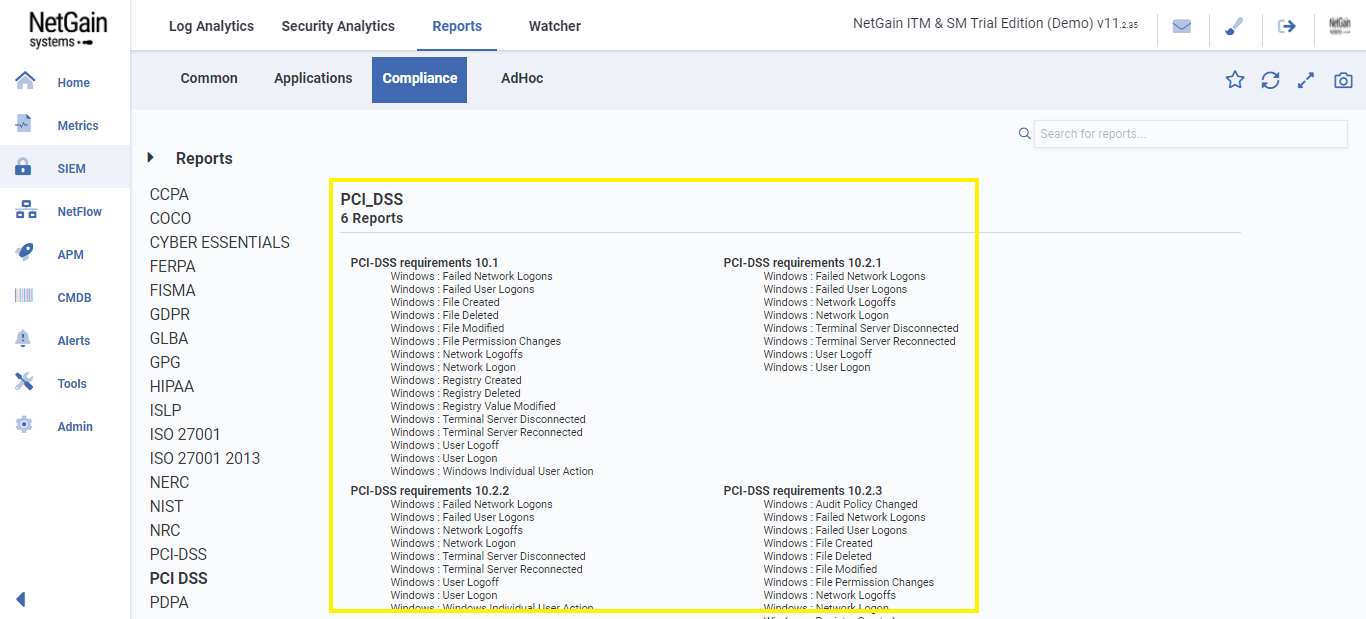 NetGain
systems
Log Analytics
Security Analytics
Reports
Watcher
NetGain ITM & SM Trial Edition (Demo) v11.2.35
NetGain
systems
Common
Applications
Compliance
AdHoc
Home
Metrics
SIEM
NetFlow
APM
CMDB
Alerts
Tools
Admin
Search for reports...
Reports
CCPA
COCO
CYBER ESSENTIALS
FERPA
FISMA
GDPR
GLBA
GPG
HIPAA
ISLP
ISO 27001
ISO 27001 2013
NERC
NIST
NRC
PCI-DSS
PCI DSS
PDPA
PCI_DSS
6 Reports
PCI-DSS requirements 10.1
Windows : Failed Network Logons
Windows : Failed User Logons
Windows : File Created
Windows : File Deleted
Windows : File Modified
Windows : File Permission Changes
Windows : Network Logoffs
Windows : Network Logon
Windows : Registry Created
Windows : Registry Deleted
Windows : Registry Value Modified
Windows : Terminal Server Disconnected
Windows : Terminal Server Reconnected
Windows : User Logoff
Windows : User Logon
Windows : Windows Individual User Action
PCI-DSS requirements 10.2.1
Windows : Failed Network Logons
Windows : Failed User Logons
Windows : Network Logoffs
Windows : Network Logon
Windows : Terminal Server Disconnected
Windows : Terminal Server Reconnected
Windows : User Logoff
Windows : User Logon
PCI-DSS requirements 10.2.2
Windows : Failed Network Logons
Windows : Failed User Logons
Windows : Network Logoffs
Windows : Network Logon
Windows : Terminal Server Disconnected
Windows : Terminal Server Reconnected
Windows : User Logoff
Windows : User Logon
Windows : Windows Individual User Action
PCI-DSS requirements 10.2.3
Windows : Audit Policy Changed
Windows : Failed Network Logons
Windows : Failed User Logons
Windows : File Created
Windows : File Deleted
Windows : File Modified
Windows : File Permission Changes
Windows : Network Logoffs
Windows : Network Logon